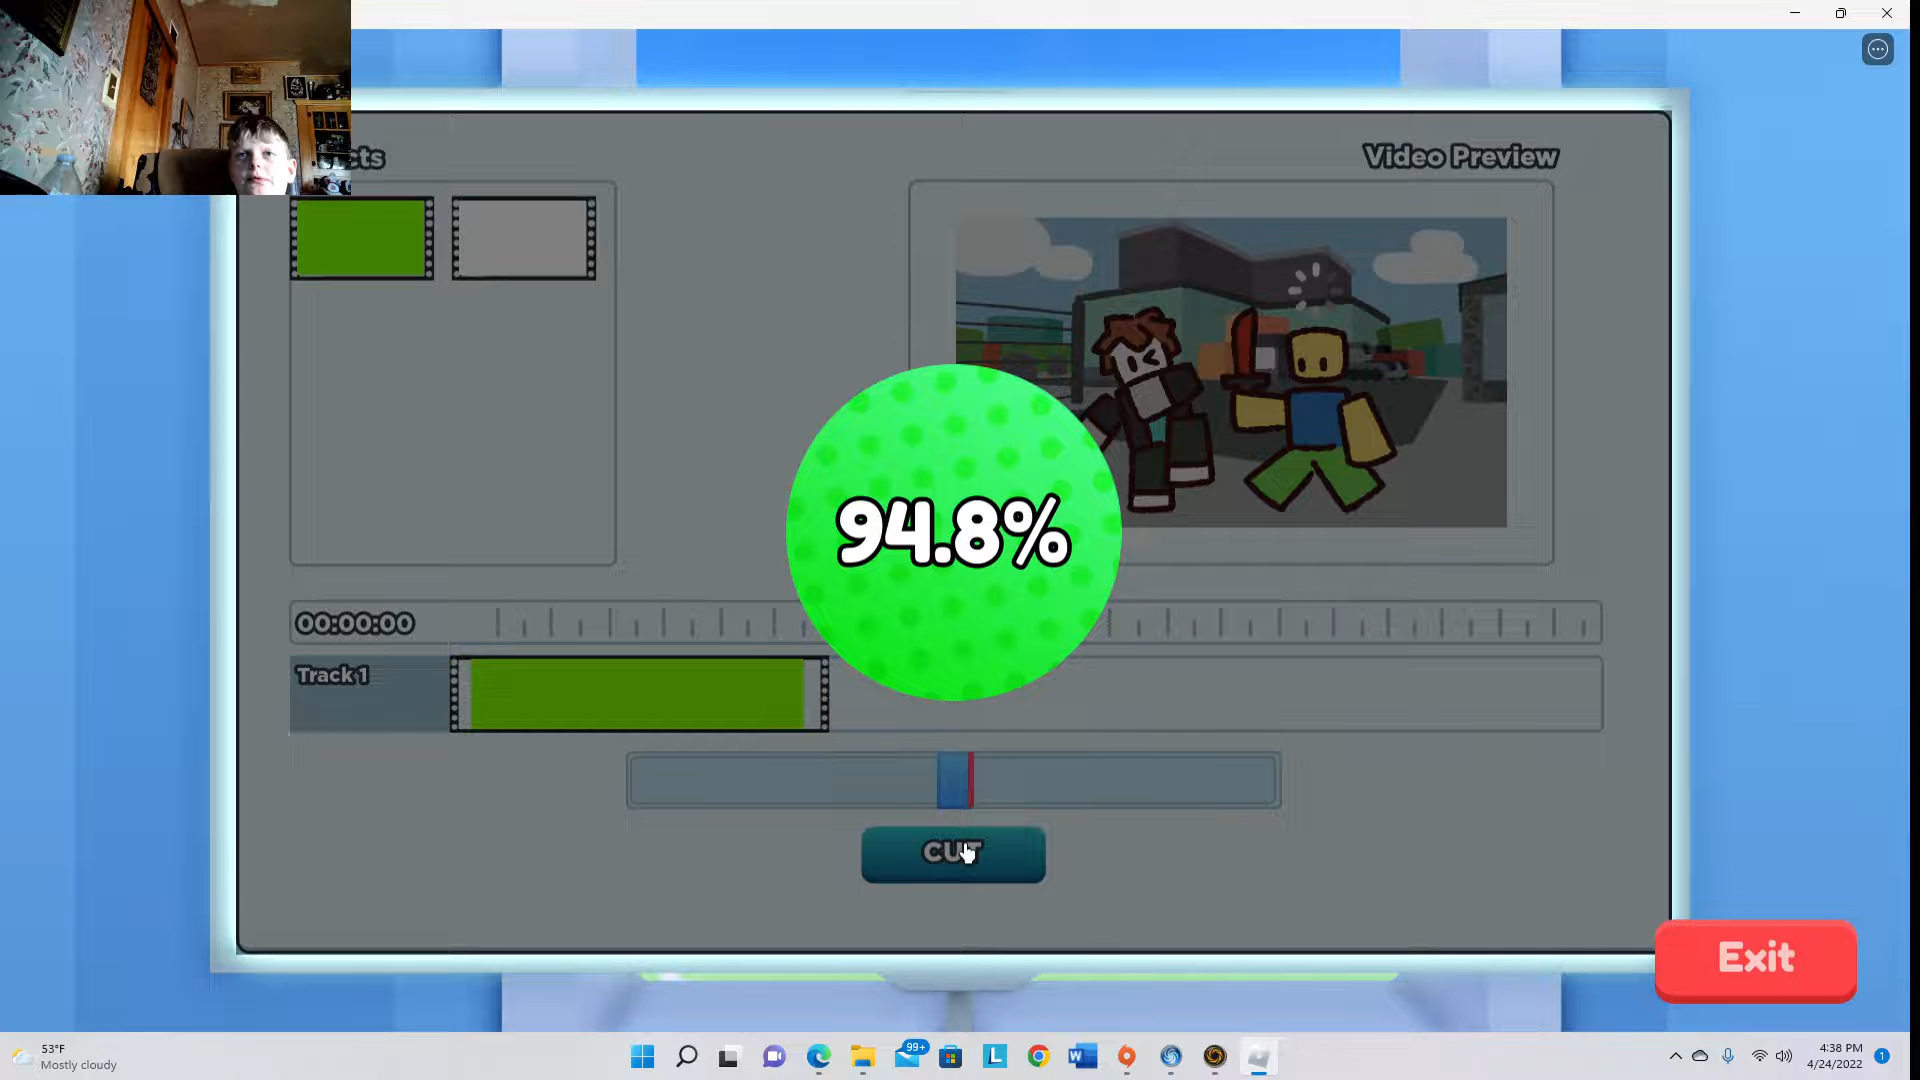 Video Preview
94.8%
00:00:00
Track 1
CUT
Exit
53°F
Mostly cloudy
99+
L
W
4:38 PM
4/24/2022
1